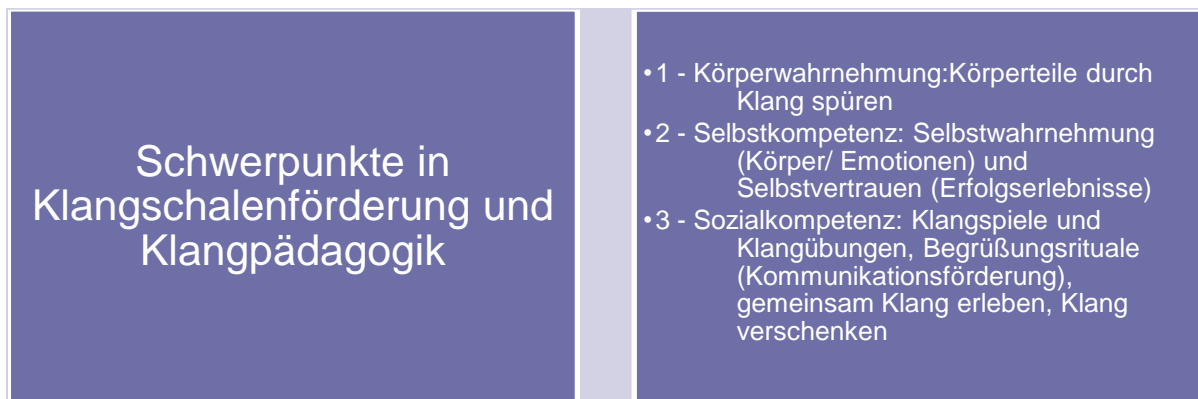 Schwerpunkte in
Klangschalenförderung und
Klangpädagogik
•1 - Körperwahrnehmung:Körperteile durch
Klang spüren
•2 - Selbstkompetenz: Selbstwahrnehmung
(Körper/ Emotionen) und
Selbstvertrauen (Erfolgserlebnisse)
•3 - Sozialkompetenz: Klangspiele und
Klangübungen, Begrüßungsrituale
(Kommunikationsförderung),
gemeinsam Klang erleben, Klang
verschenken